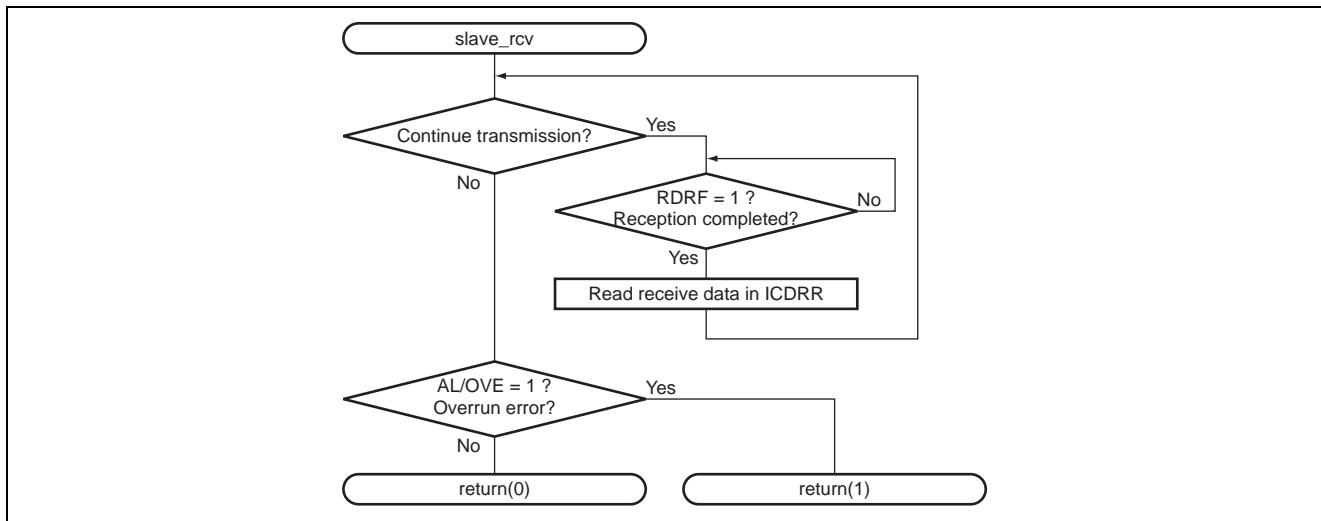 slave_rcv
Continue transmission?
Yes
No
RDRF = 1 ?
Reception completed?
No
Yes
Read receive data in ICDRR
AL/OVE = 1 ?
Overrun error?
Yes
No
return(0)
return(1)